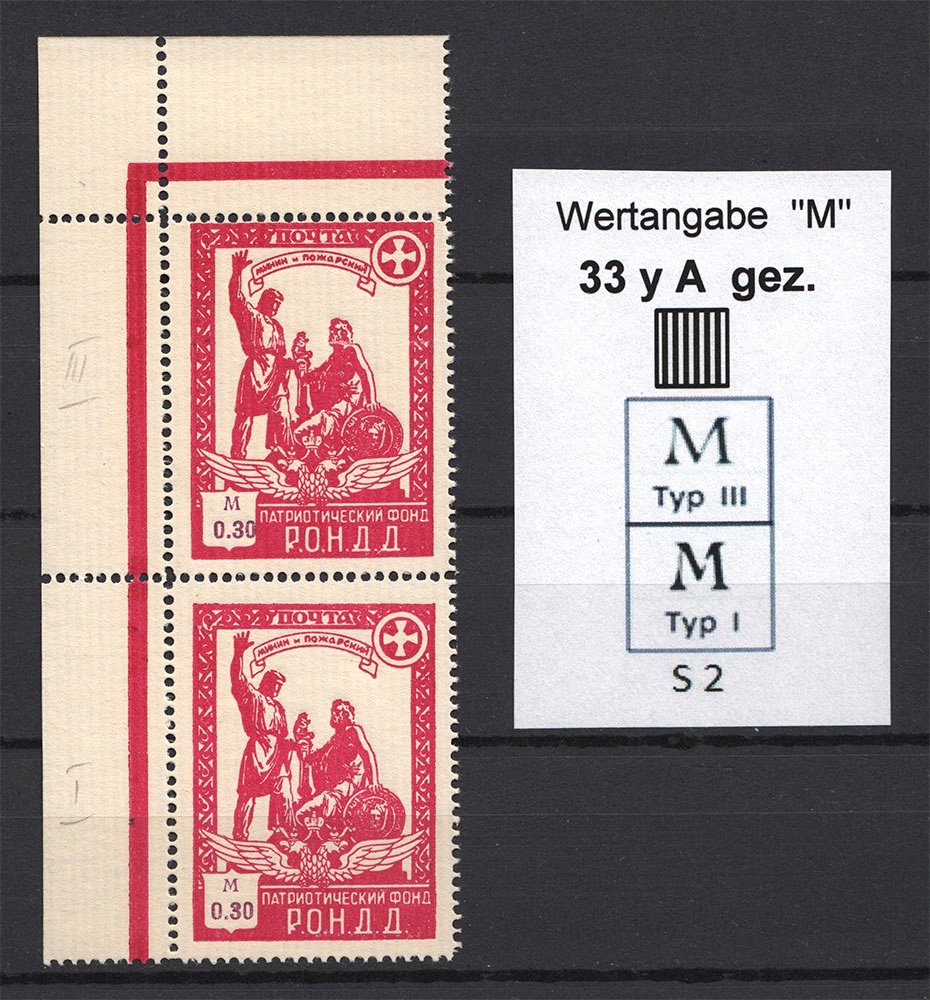 ПОЧТА
МИНИН и ПОЖАРСКИЙ
III
М
0.30
ПАТРИОТИЧЕСКИЙ ФОНД
Р.О.Н.Д.Д.
ПОЧТА
МИНИН и ПОЖАРСКИЙ
I
М
0.30
ПАТРИОТИЧЕСКИЙ ФОНД
Р.О.Н.Д.Д.
Wertangabe "M"
33 y A gez.
M
Typ III
M
Typ I
S 2